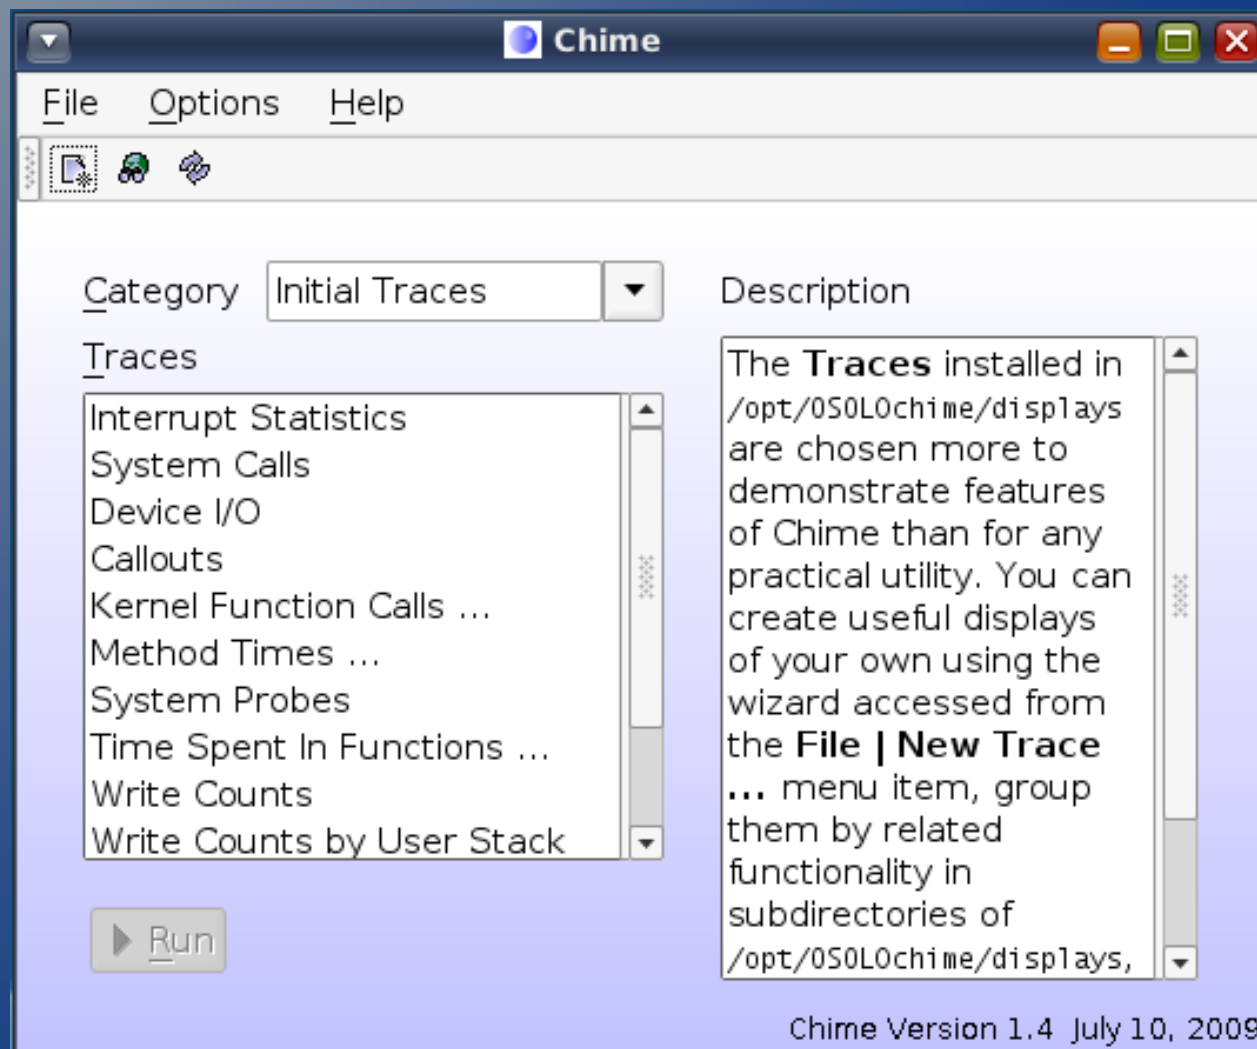 Chime
File Options Help
Category Initial Traces
Traces
Interrupt Statistics
System Calls
Device I/O
Callouts
Kernel Function Calls ...
Method Times ...
System Probes
Time Spent In Functions ...
Write Counts
Write Counts by User Stack
Run
Description
The Traces installed in
/opt/OSOL0chime/displays
are chosen more to
demonstrate features
of Chime than for any
practical utility. You can
create useful displays
of your own using the
wizard accessed from
the File | New Trace
... menu item, group
them by related
functionality in
subdirectories of
/opt/OSOL0chime/displays,
Chime Version 1.4 July 10, 2009